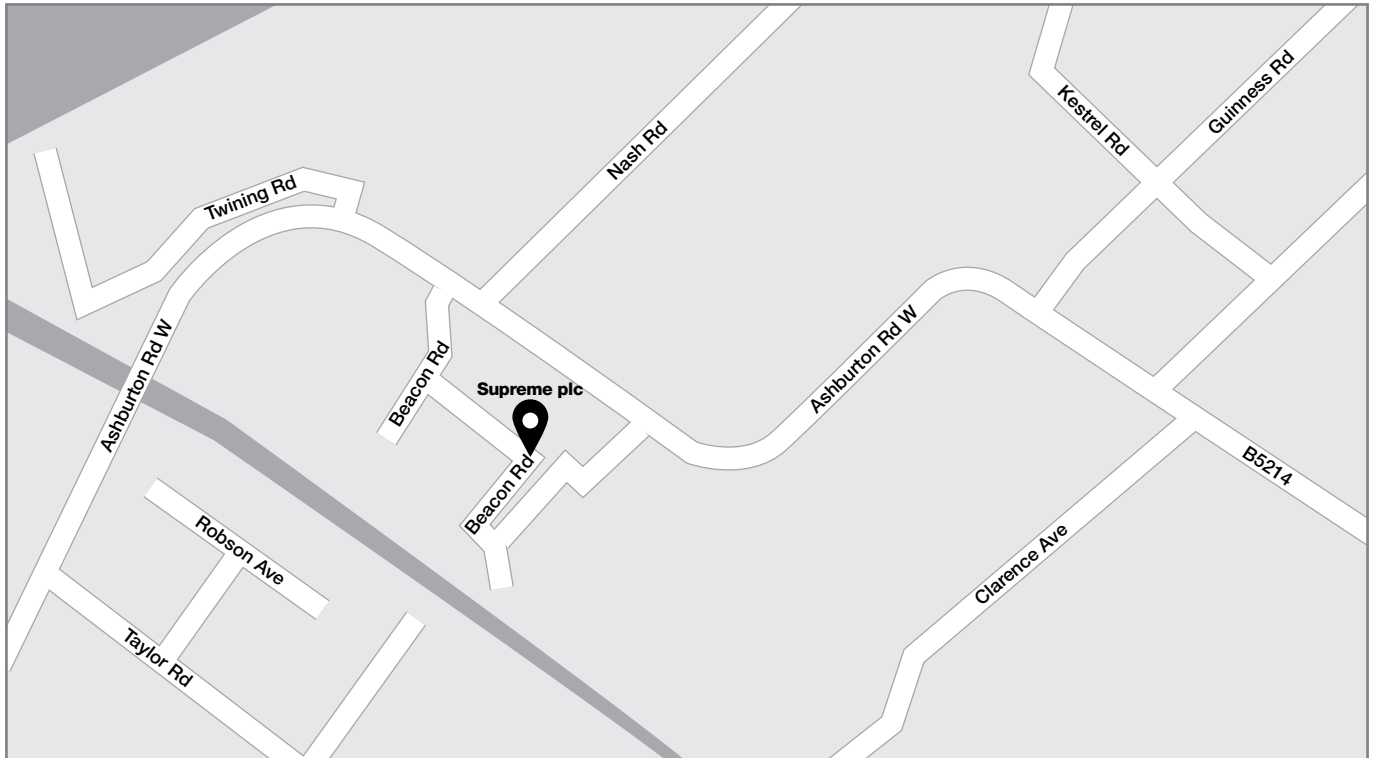 Guinness Rd
Kestrel Rd
Nash Rd
Twining Rd
Ashburton Rd W
Ashburton Rd W
Beacon Rd
Supreme plc
Beacon Rd
B5214
Robson Ave
Clarence Ave
Taylor Rd